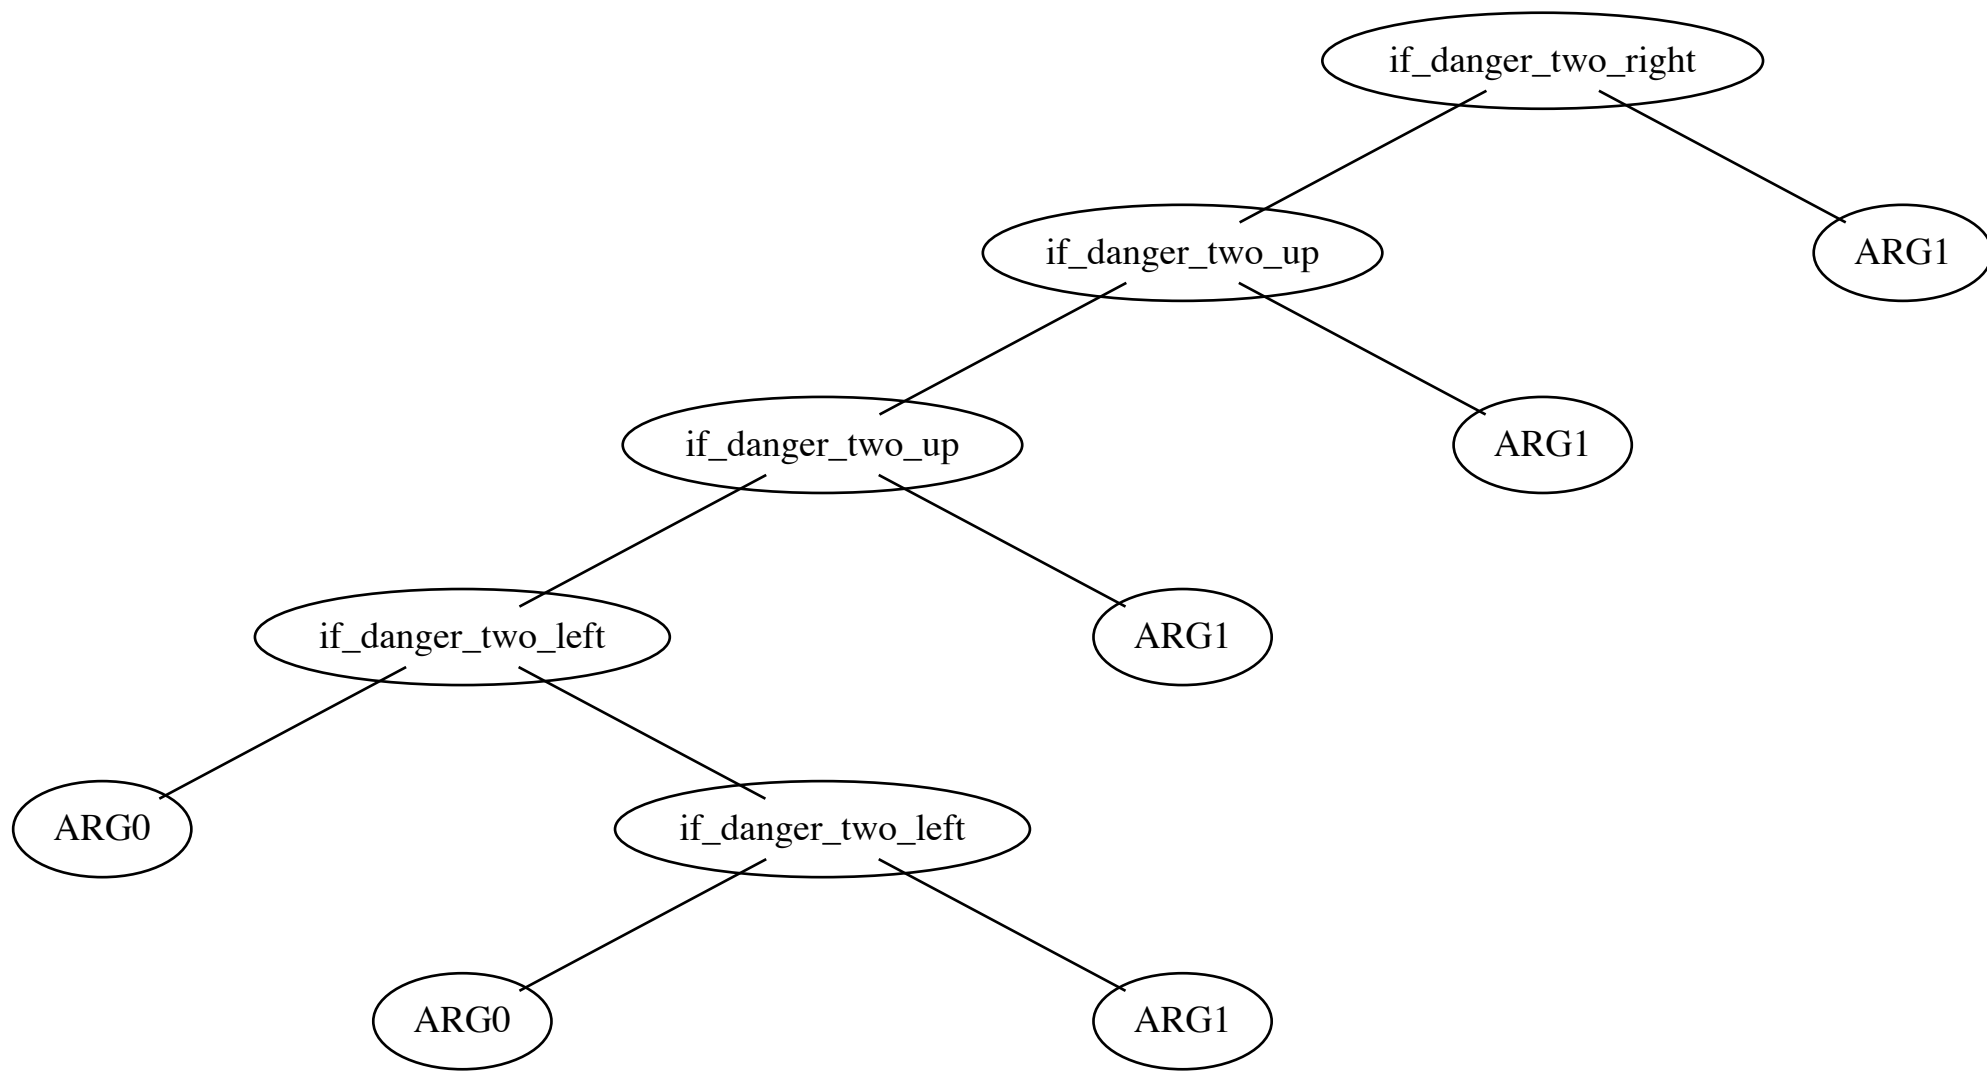 if_danger_two_right
if_danger_two_up
ARG1
if_danger_two_up
ARG1
if_danger_two_left
ARG1
ARG0
if_danger_two_left
ARG0
ARG1